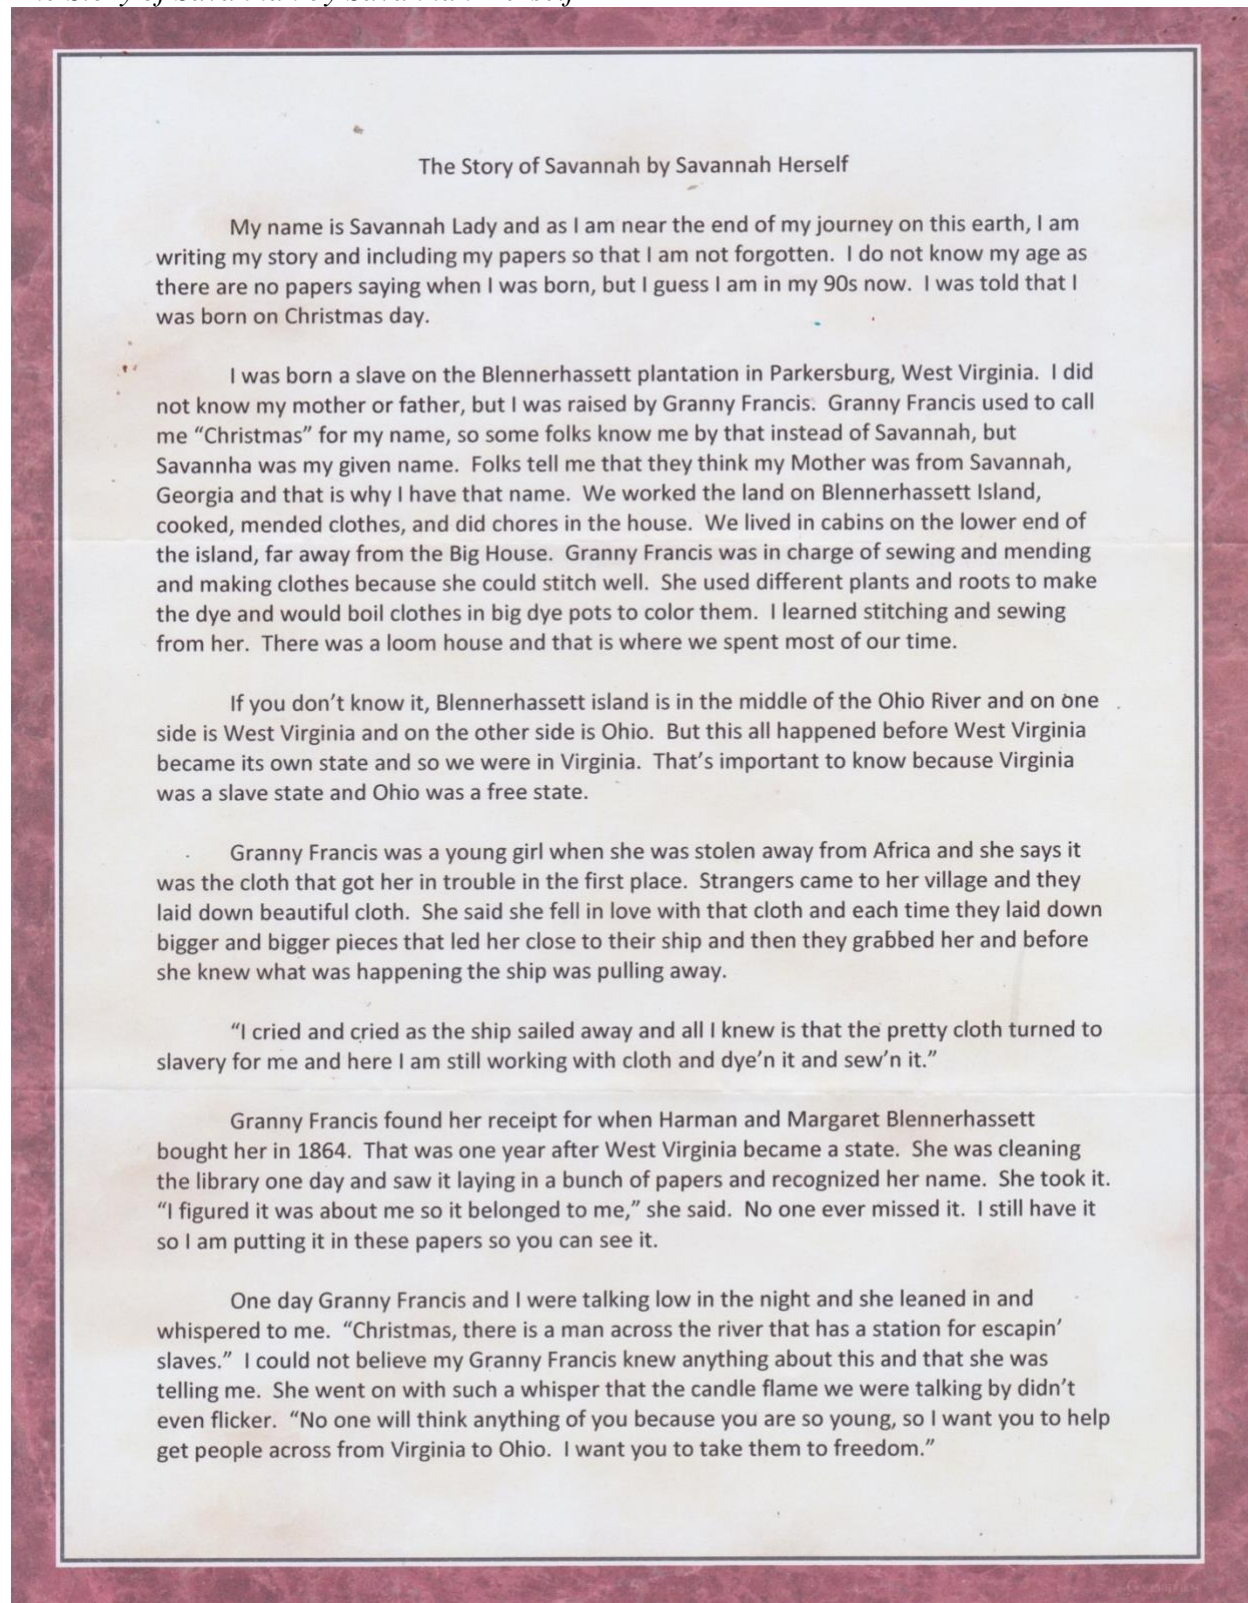 The Story of Savannah by Savannah Herself
My name is Savannah Lady and as I am near the end of my journey on this earth, I am
writing my story and including my papers so that I am not forgotten.  I do not know my age as
there are no papers saying when I was born, but I guess I am in my 90s now.  I was told that I
was born on Christmas day.
I was born a slave on the Blennerhassett plantation in Parkersburg, West Virginia.  I did
not know my mother or father, but I was raised by Granny Francis.  Granny Francis used to call
me “Christmas” for my name, so some folks know me by that instead of Savannah, but
Savannha was my given name.  Folks tell me that they think my Mother was from Savannah,
Georgia and that is why I have that name.  We worked the land on Blennerhassett Island,
cooked, mended clothes, and did chores in the house.  We lived in cabins on the lower end of
the island, far away from the Big House.  Granny Francis was in charge of sewing and mending
and making clothes because she could stitch well.  She used different plants and roots to make
the dye and would boil clothes in big dye pots to color them.  I learned stitching and sewing
from her.  There was a loom house and that is where we spent most of our time.
If you don’t know it, Blennerhassett island is in the middle of the Ohio River and on one
side is West Virginia and on the other side is Ohio.  But this all happened before West Virginia
became its own state and so we were in Virginia.  That’s important to know because Virginia
was a slave state and Ohio was a free state.
Granny Francis was a young girl when she was stolen away from Africa and she says it
was the cloth that got her in trouble in the first place.  Strangers came to her village and they
laid down beautiful cloth.  She said she fell in love with that cloth and each time they laid down
bigger and bigger pieces that led her close to their ship and then they grabbed her and before
she knew what was happening the ship was pulling away.
“I cried and cried as the ship sailed away and all I knew is that the pretty cloth turned to
slavery for me and here I am still working with cloth and dye’n it and sew’n it.”
Granny Francis found her receipt for when Harman and Margaret Blennerhassett
bought her in 1864.  That was one year after West Virginia became a state.  She was cleaning
the library one day and saw it laying in a bunch of papers and recognized her name.  She took it.
“I figured it was about me so it belonged to me,” she said.  No one ever missed it.  I still have it
so I am putting it in these papers so you can see it.
One day Granny Francis and I were talking low in the night and she leaned in and
whispered to me.  “Christmas, there is a man across the river that has a station for escapin’
slaves.”  I could not believe my Granny Francis knew anything about this and that she was
telling me.  She went on with such a whisper that the candle flame we were talking by didn’t
even flicker.  “No one will think anything of you because you are so young, so I want you to help
get people across from Virginia to Ohio.  I want you to take them to freedom.”